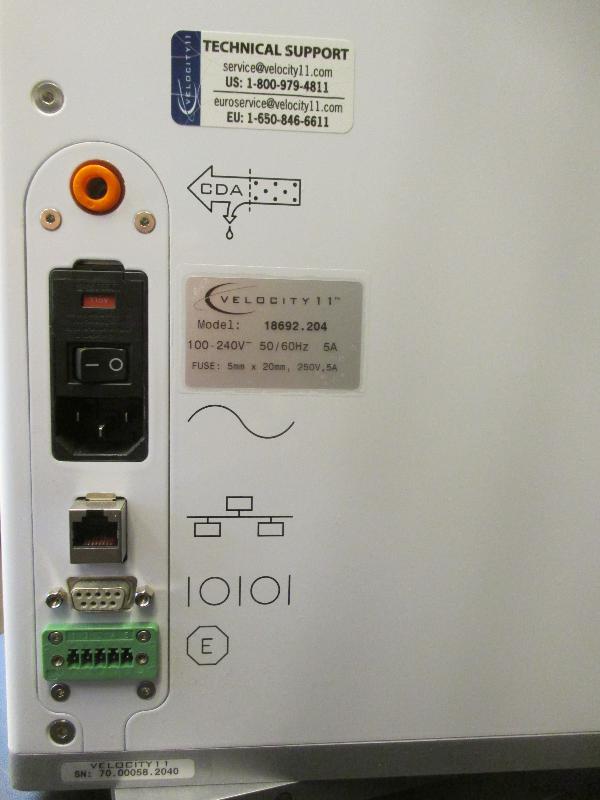 VELOCITY11
TECHNICAL SUPPORT
service@velocity11.com
US: 1-800-979-4811
euroservice@velocity11.com
EU: 1-650-846-6611
CDA
115V
VELOCITY11™
Model: 18692.204
100-240V~ 50/60Hz 5A
FUSE: 5mm x 20mm, 250V,5A
— O
|O|O|
E
VELOCITY11
SN: 70.00058.2040